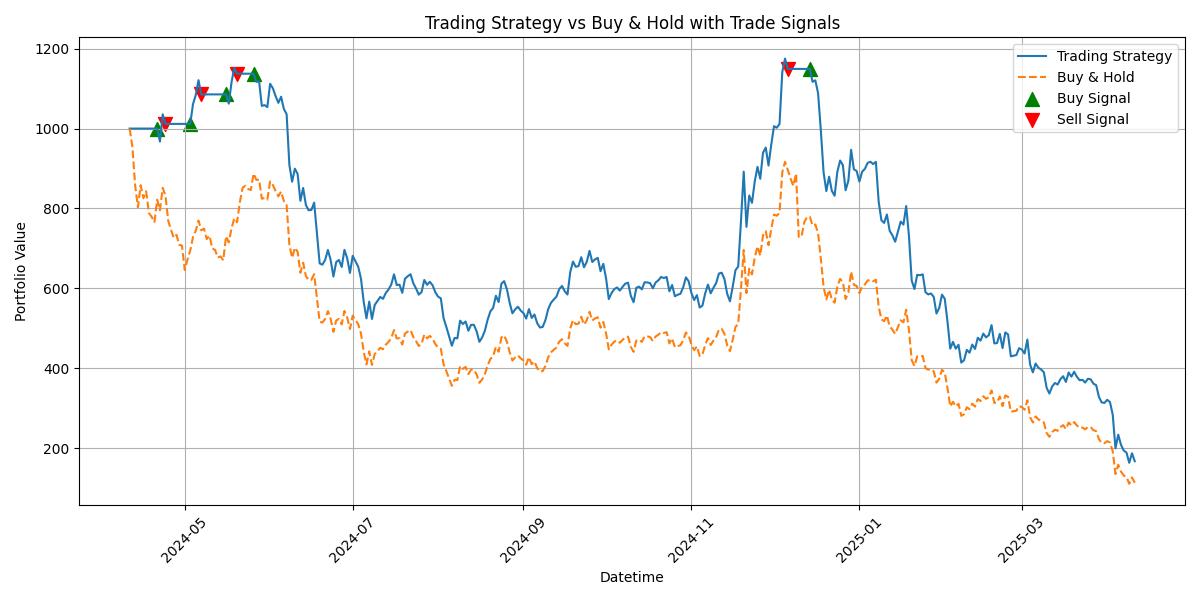 Trading Strategy vs Buy & Hold with Trade Signals
Trading Strategy
Buy & Hold
Buy Signal
Sell Signal
Portfolio Value
1200
1000
800
600
400
200
2024-05
2024-07
2024-09
2024-11
2025-01
2025-03
Datetime